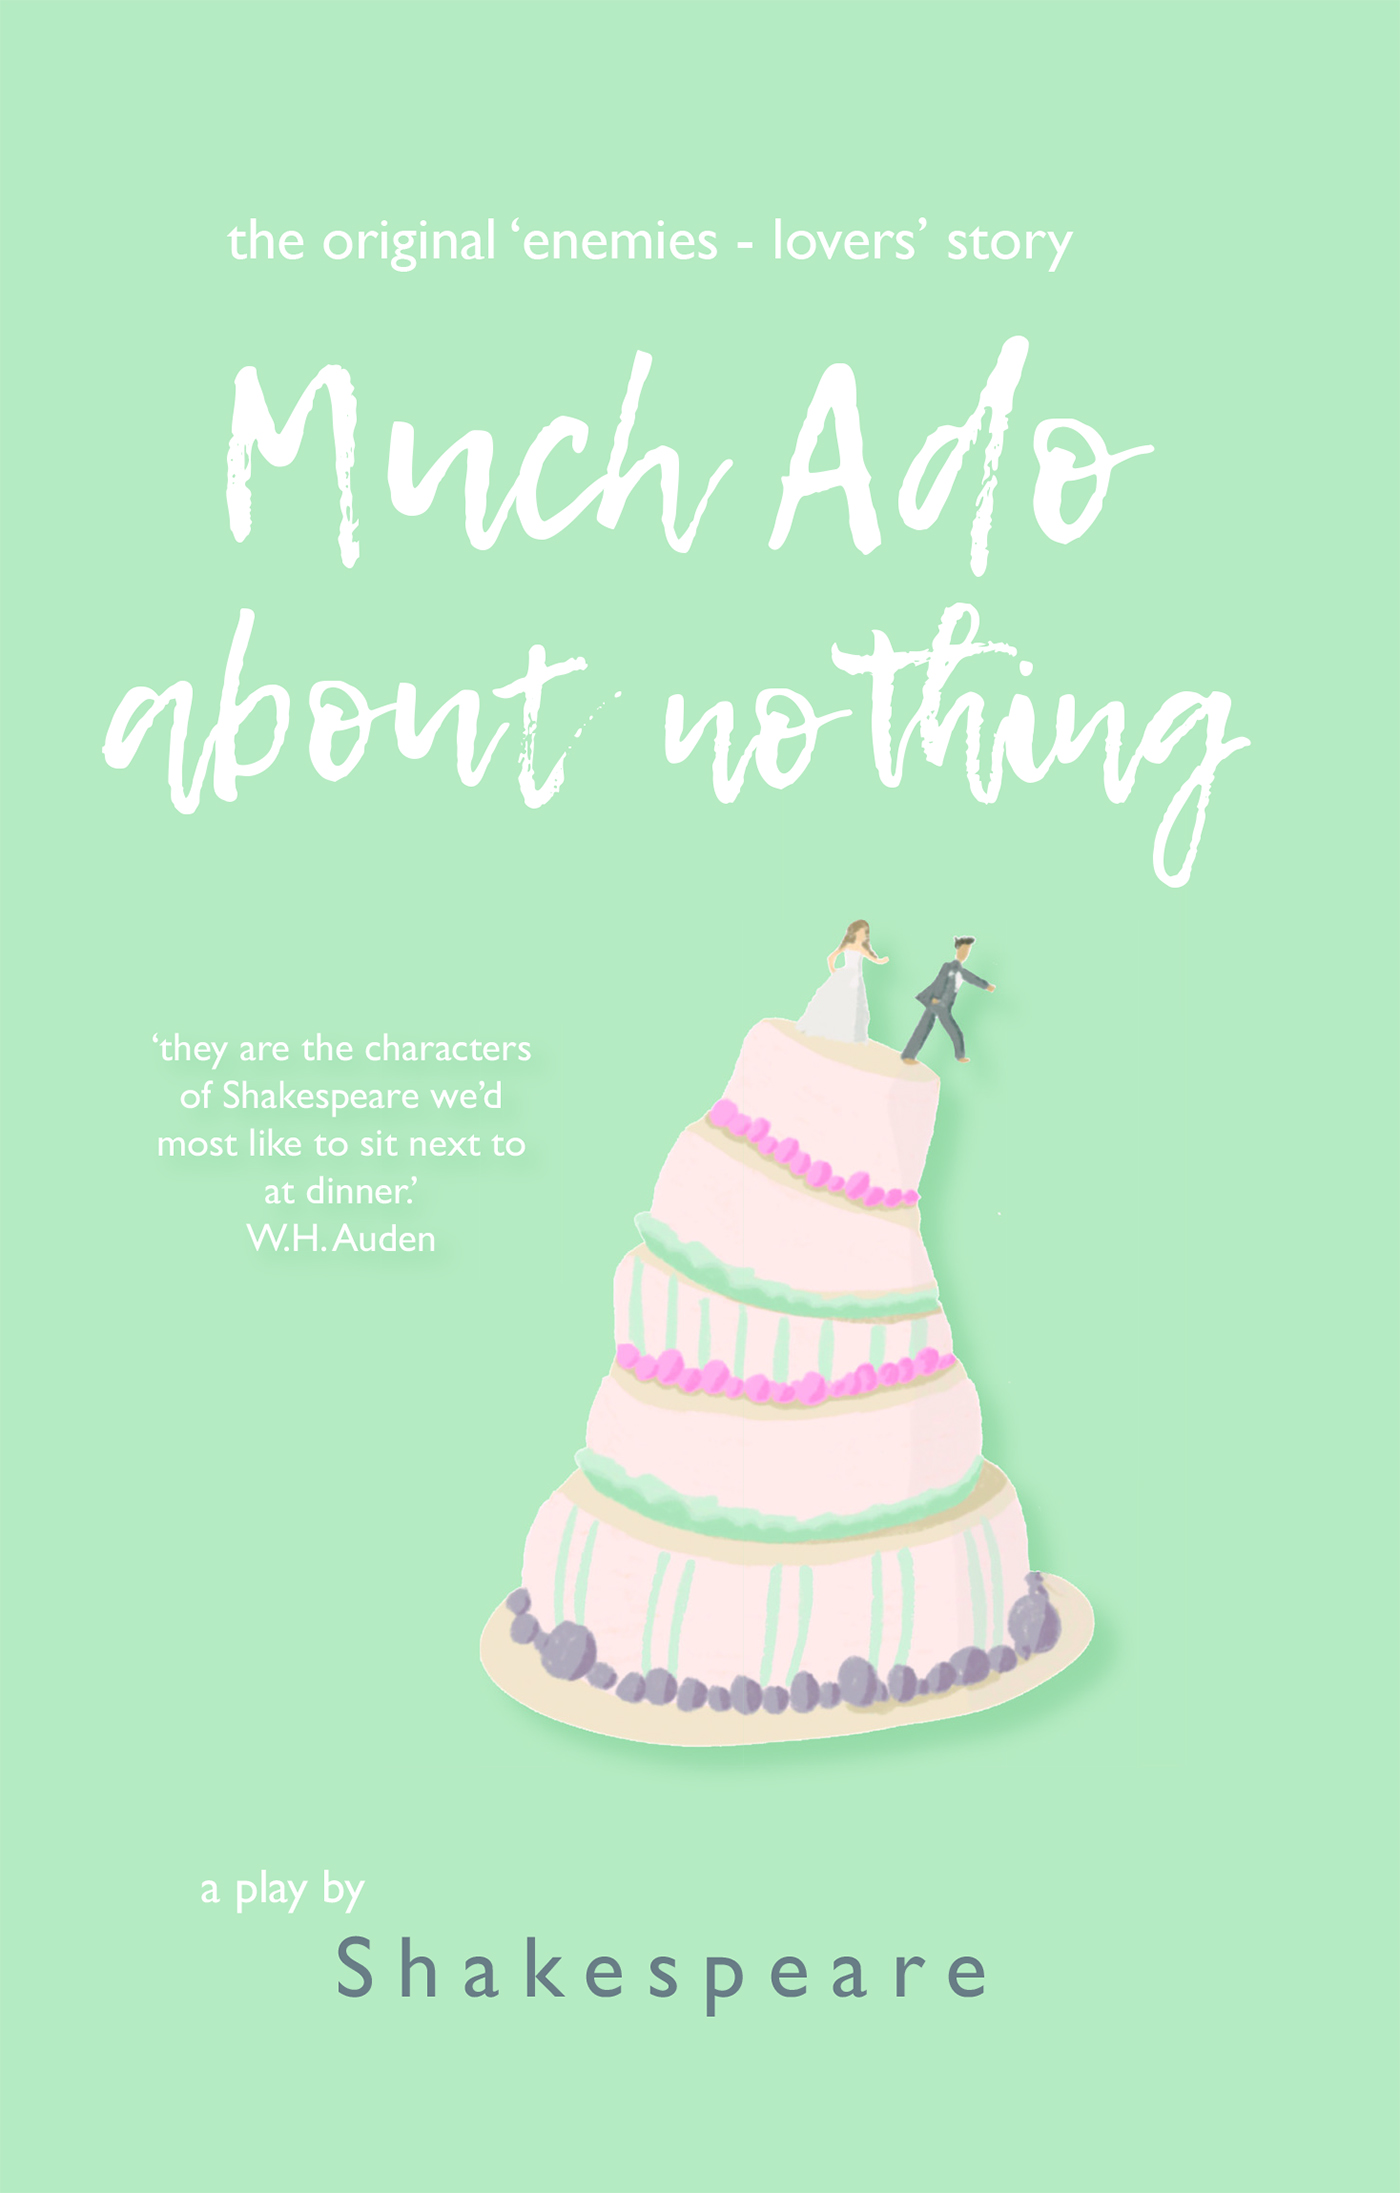 the original ‘enemies - lovers’ story
Much Ado
about nothing
‘they are the characters
of Shakespeare we’d
most like to sit next to
at dinner.’
W.H. Auden
a play by
Shakespeare